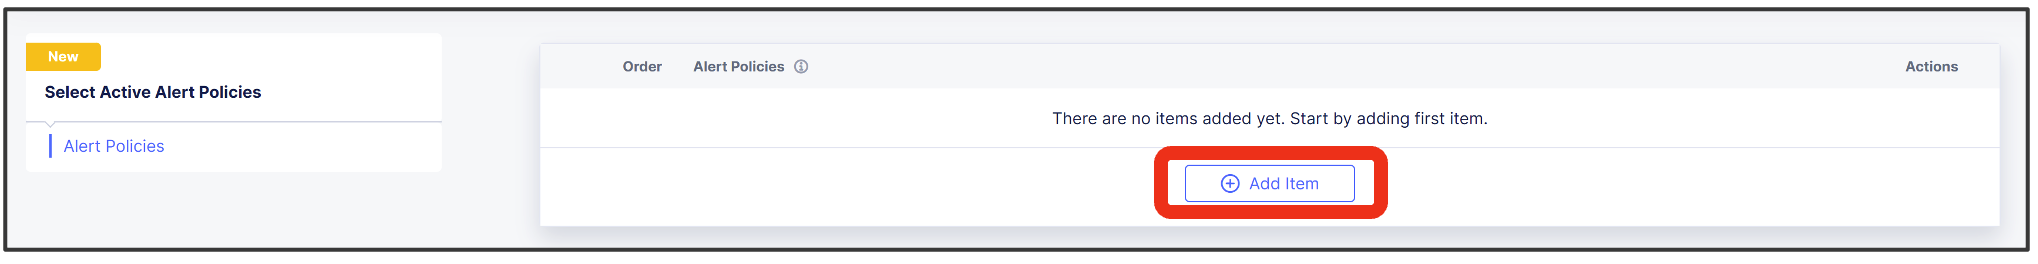 New
Select Active Alert Policies
Alert Policies
Order Alert Policies Actions
There are no items added yet. Start by adding first item.
Add Item